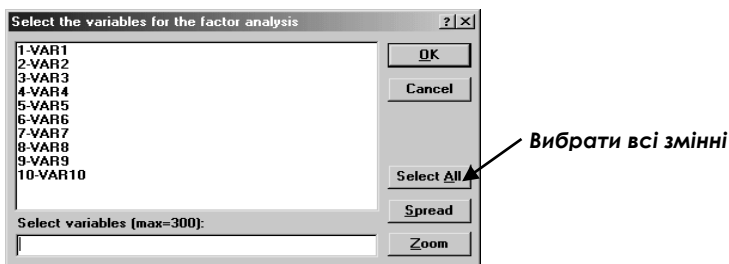 Select the variables for the factor analysis
1-VAR1
2-VAR2
3-VAR3
4-VAR4
5-VAR5
6-VAR6
7-VAR7
8-VAR8
9-VAR9
10-VAR10
OK
Cancel
Select All
Spread
Zoom
Select variables (max=300):
Вибрати всі змінні